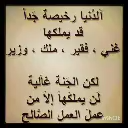 الدنيا رخيصة جداً
قد يملكها
غني ، فقير ، ملك ، وزير
لكن الجنة غالية
لن يملكها إلا من
عمل العمل الصالح